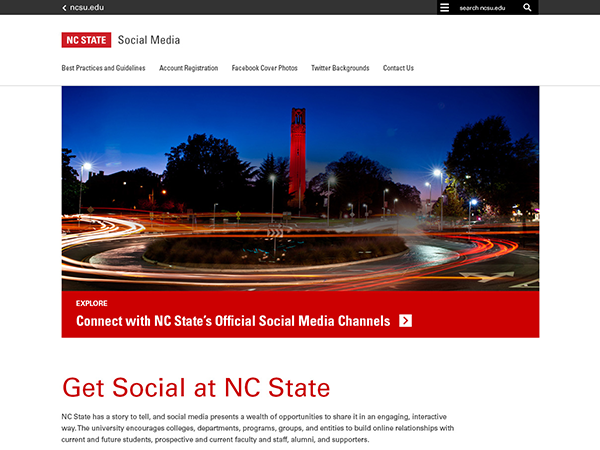 ncsu.edu
search ncsu.edu
NC STATE Social Media
Best Practices and Guidelines Account Registration Facebook Cover Photos Twitter Backgrounds Contact Us
EXPLORE
Connect with NC State's Official Social Media Channels
Get Social at NC State
NC State has a story to tell, and social media presents a wealth of opportunities to share it in an engaging, interactive
way. The university encourages colleges, departments, programs, groups, and entities to build online relationships with
current and future students, prospective and current faculty and staff, alumni, and supporters.